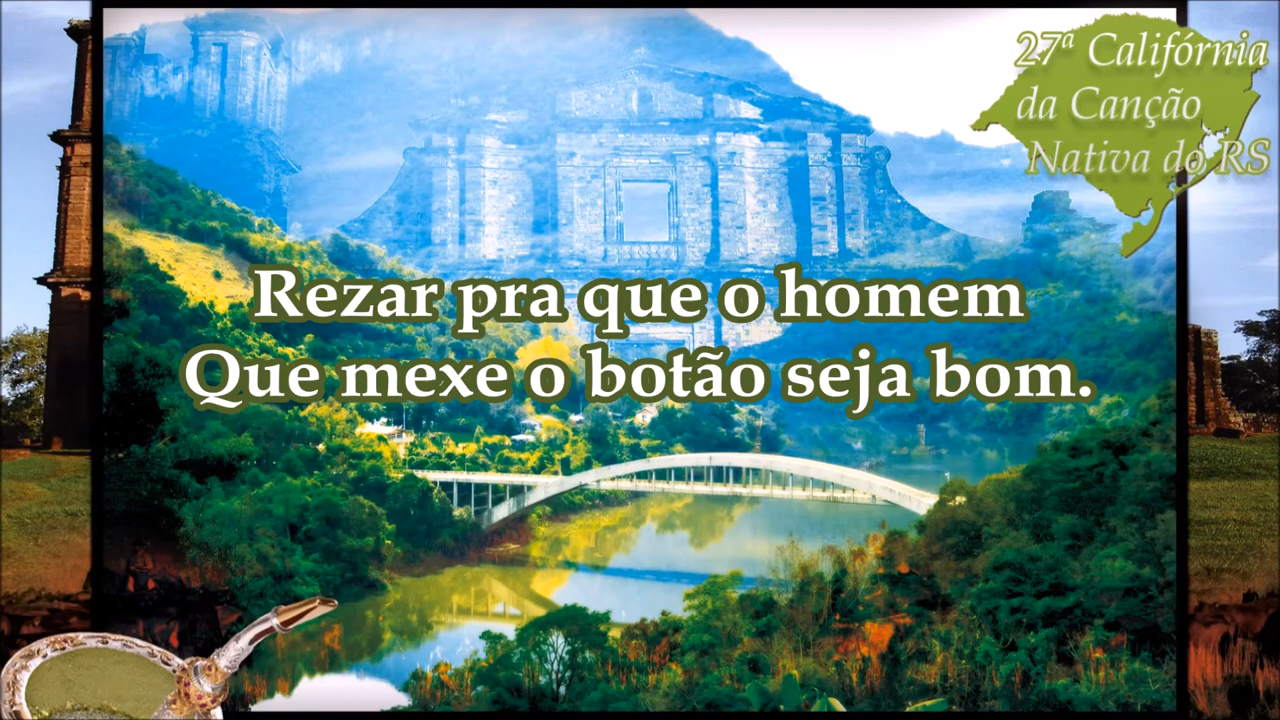 27ª Califórnia
da Canção
Nativa do RS
Rezar pra que o homem
Que mexe o botão seja bom.